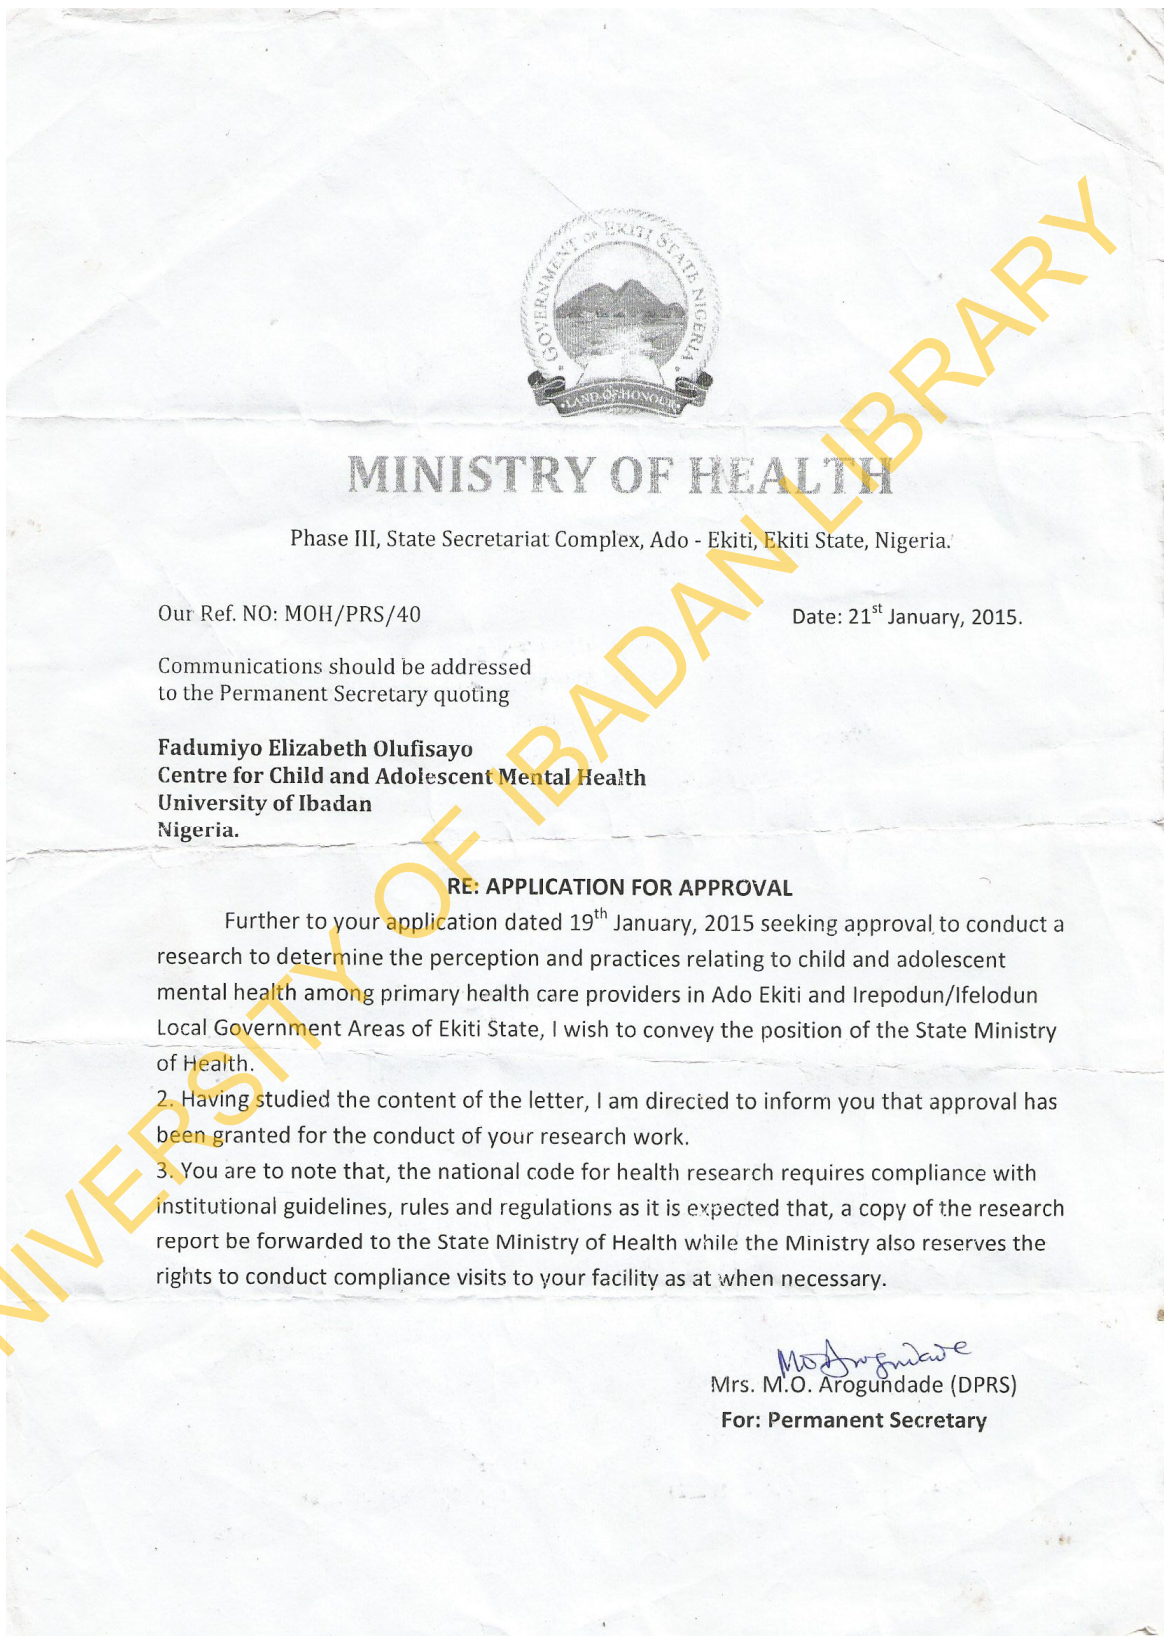 GOVERNMENT OF EKITI STATE NIGERIA
LAND OF HONOUR
MINISTRY OF HEALTH
Phase III, State Secretariat Complex, Ado - Ekiti, Ekiti State, Nigeria.
Our Ref. NO: MOH/PRS/40
Date: 21st January, 2015.
Communications should be addressed
to the Permanent Secretary quoting
Fadumiyo Elizabeth Olufisayo
Centre for Child and Adolescent Mental Health
University of Ibadan
Nigeria.
RE: APPLICATION FOR APPROVAL
Further to your application dated 19th January, 2015 seeking approval to conduct a
research to determine the perception and practices relating to child and adolescent
mental health among primary health care providers in Ado Ekiti and Irepodun/Ifelodun
Local Government Areas of Ekiti State, I wish to convey the position of the State Ministry
of Health.
2. Having studied the content of the letter, I am directed to inform you that approval has
been granted for the conduct of your research work.
3. You are to note that, the national code for health research requires compliance with
institutional guidelines, rules and regulations as it is expected that, a copy of the research
report be forwarded to the State Ministry of Health while the Ministry also reserves the
rights to conduct compliance visits to your facility as at when necessary.
MOArogundade
Mrs. M.O. Arogundade (DPRS)
For: Permanent Secretary
NIVERSITY OF IBADAN LIBRARY